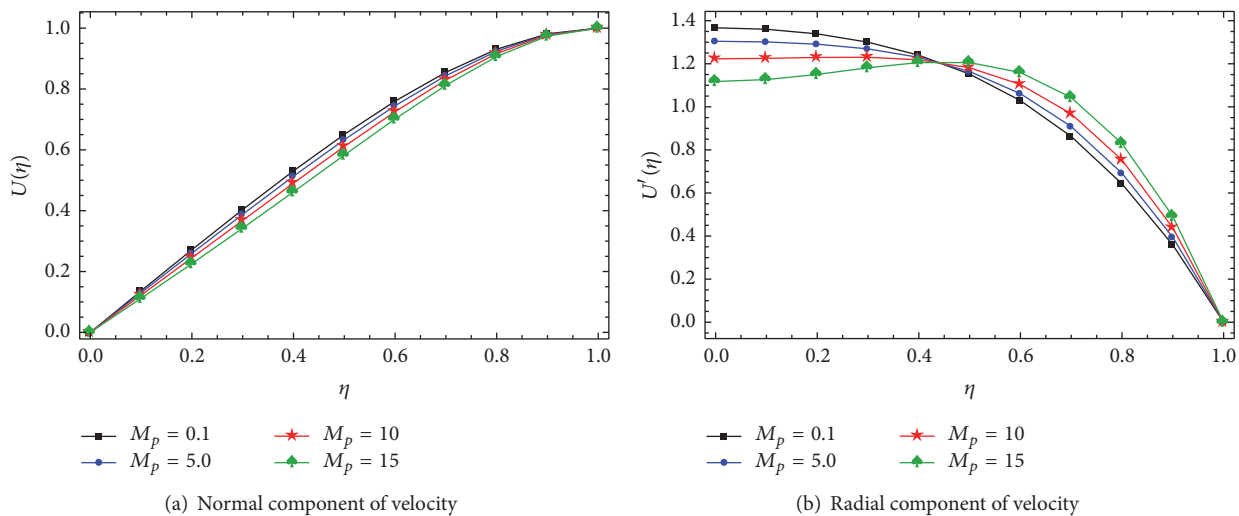 1.0
0.8
0.6
0.4
0.2
0.0
U(η)
0.0 0.2 0.4 0.6 0.8 1.0
η
M_p = 0.1 M_p = 10
M_p = 5.0 M_p = 15
(a) Normal component of velocity
1.4
1.2
1.0
0.8
0.6
0.4
0.2
0.0
U′(η)
0.0 0.2 0.4 0.6 0.8 1.0
η
M_p = 0.1 M_p = 10
M_p = 5.0 M_p = 15
(b) Radial component of velocity